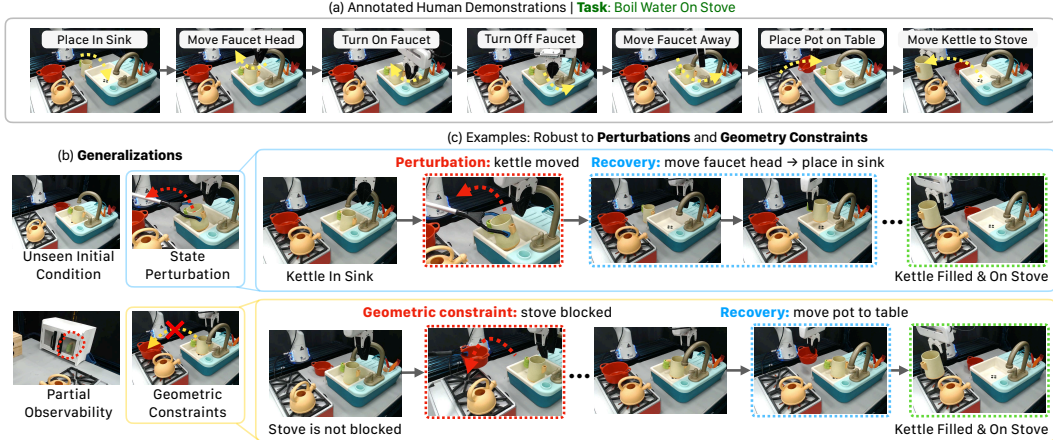 (a) Annotated Human Demonstrations | Task: Boil Water On Stove
Place In Sink
Move Faucet Head
Turn On Faucet
Turn Off Faucet
Move Faucet Away
Place Pot on Table
Move Kettle to Stove
(b) Generalizations
Unseen Initial
Condition
State
Perturbation
Partial
Observability
Geometric
Constraints
(c) Examples: Robust to Perturbations and Geometry Constraints
Perturbation: kettle moved
Recovery: move faucet head → place in sink
Kettle In Sink
Kettle Filled & On Stove
Geometric constraint: stove blocked
Recovery: move pot to table
Stove is not blocked
Kettle Filled & On Stove